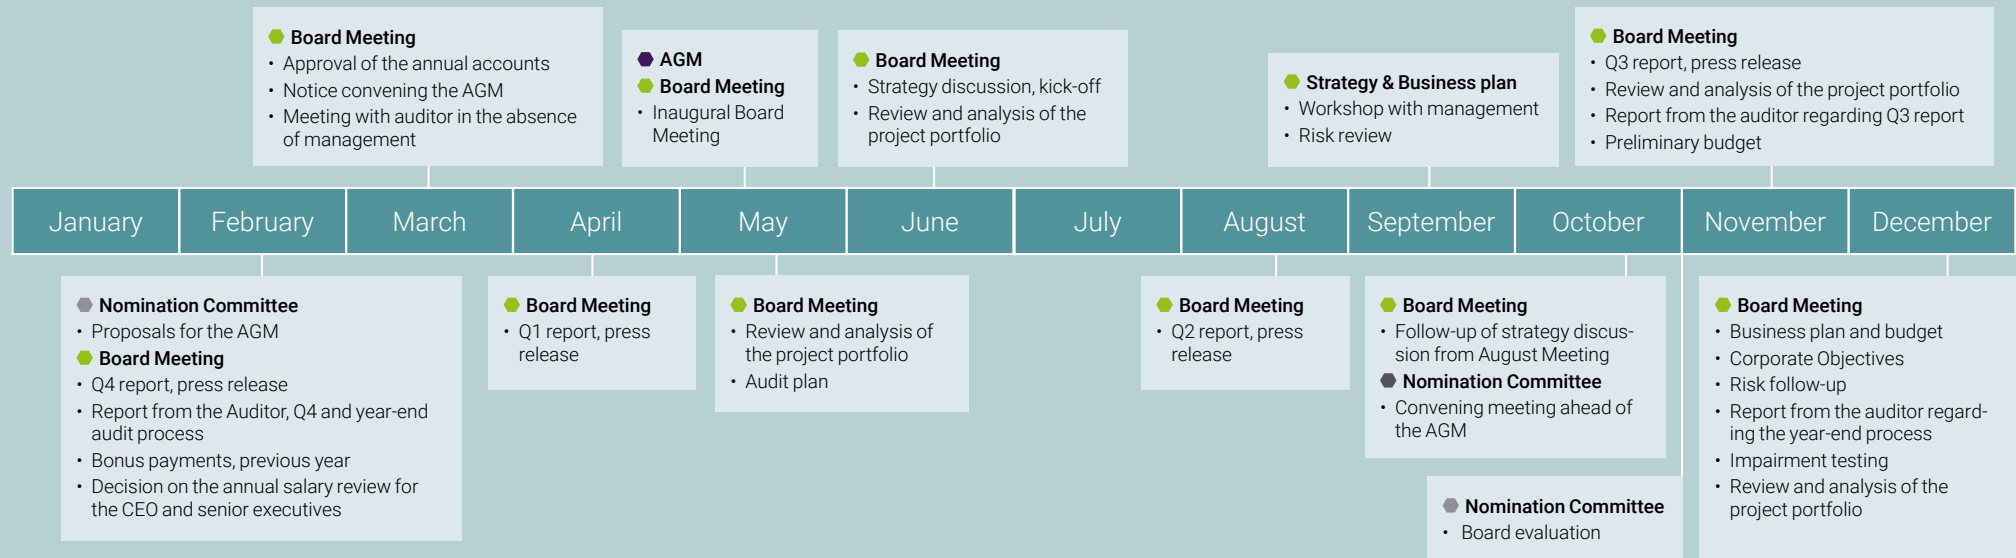 Board Meeting
• Approval of the annual accounts
• Notice convening the AGM
• Meeting with auditor in the absence
of management
AGM
Board Meeting
• Inaugural Board
Meeting
Board Meeting
• Strategy discussion, kick-off
• Review and analysis of the
project portfolio
Strategy & Business plan
• Workshop with management
• Risk review
Board Meeting
• Q3 report, press release
• Review and analysis of the project portfolio
• Report from the auditor regarding Q3 report
• Preliminary budget
January February March April May June July August September October November December
Nomination Committee
• Proposals for the AGM
Board Meeting
• Q4 report, press release
• Report from the Auditor, Q4 and year-end
audit process
• Bonus payments, previous year
• Decision on the annual salary review for
the CEO and senior executives
Board Meeting
• Q1 report, press
release
Board Meeting
• Review and analysis of
the project portfolio
• Audit plan
Board Meeting
• Q2 report, press
release
Board Meeting
• Follow-up of strategy discus-
sion from August Meeting
Nomination Committee
• Convening meeting ahead of
the AGM
Nomination Committee
• Board evaluation
Board Meeting
• Business plan and budget
• Corporate Objectives
• Risk follow-up
• Report from the auditor regard-
ing the year-end process
• Impairment testing
• Review and analysis of the
project portfolio